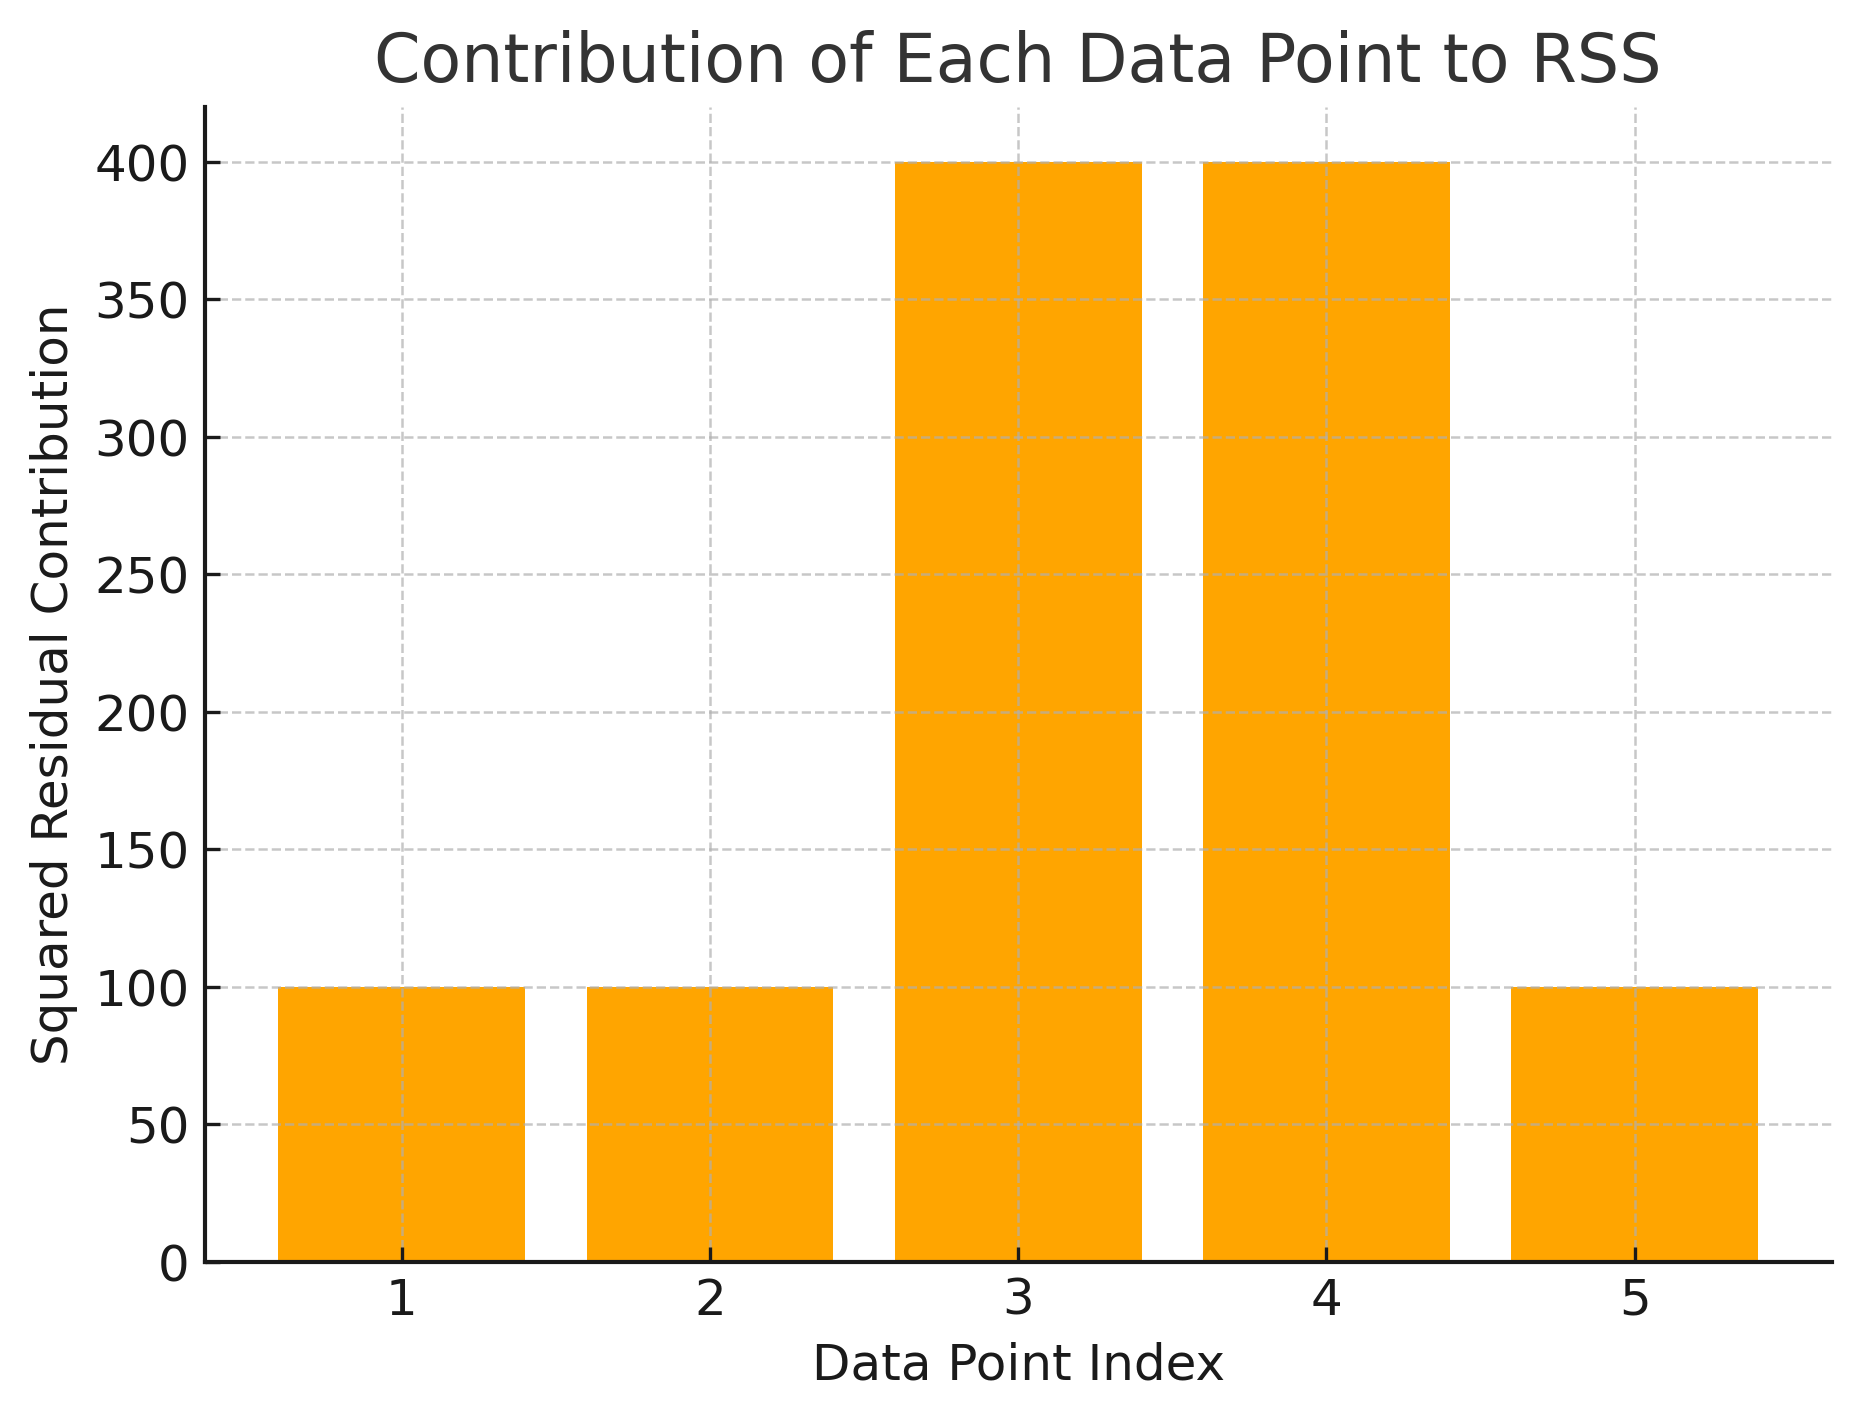 Contribution of Each Data Point to RSS
Squared Residual Contribution
400
350
300
250
200
150
100
50
0
1 2 3 4 5
Data Point Index